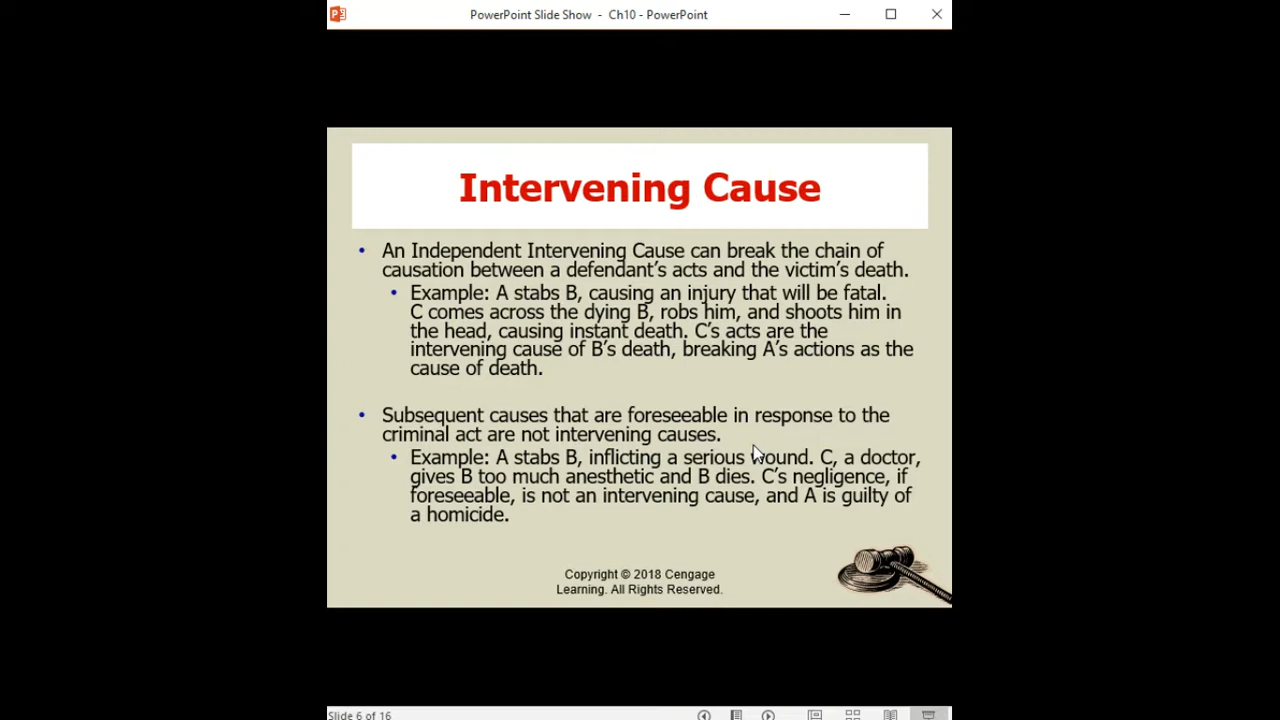 PowerPoint Slide Show - Ch10 - PowerPoint
Intervening Cause
• An Independent Intervening Cause can break the chain of
causation between a defendant's acts and the victim's death.
• Example: A stabs B, causing an injury that will be fatal.
C comes across the dying B, robs him, and shoots him in
the head, causing instant death. C's acts are the
intervening cause of B's death, breaking A's actions as the
cause of death.
• Subsequent causes that are foreseeable in response to the
criminal act are not intervening causes.
• Example: A stabs B, inflicting a serious wound. C, a doctor,
gives B too much anesthetic and B dies. C's negligence, if
foreseeable, is not an intervening cause, and A is guilty of
a homicide.
Copyright © 2018 Cengage
Learning. All Rights Reserved.
Slide 6 of 16